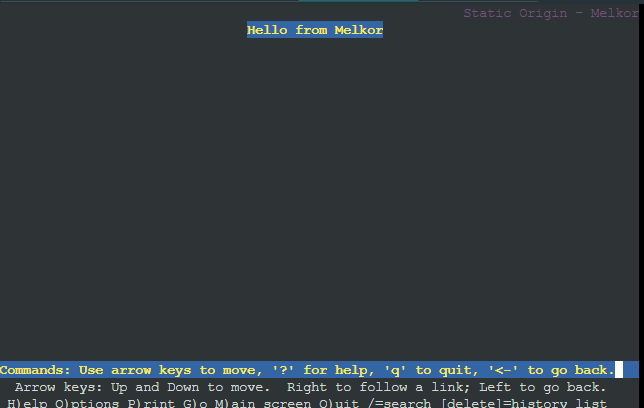 Static Origin - Melkor
Hello from Melkor
Commands: Use arrow keys to move, '?' for help, 'q' to quit, '<-' to go back.
Arrow keys: Up and Down to move. Right to follow a link; Left to go back.
H)elp O)ptions P)rint G)o M)ain screen Q)uit /=search [delete]=history list